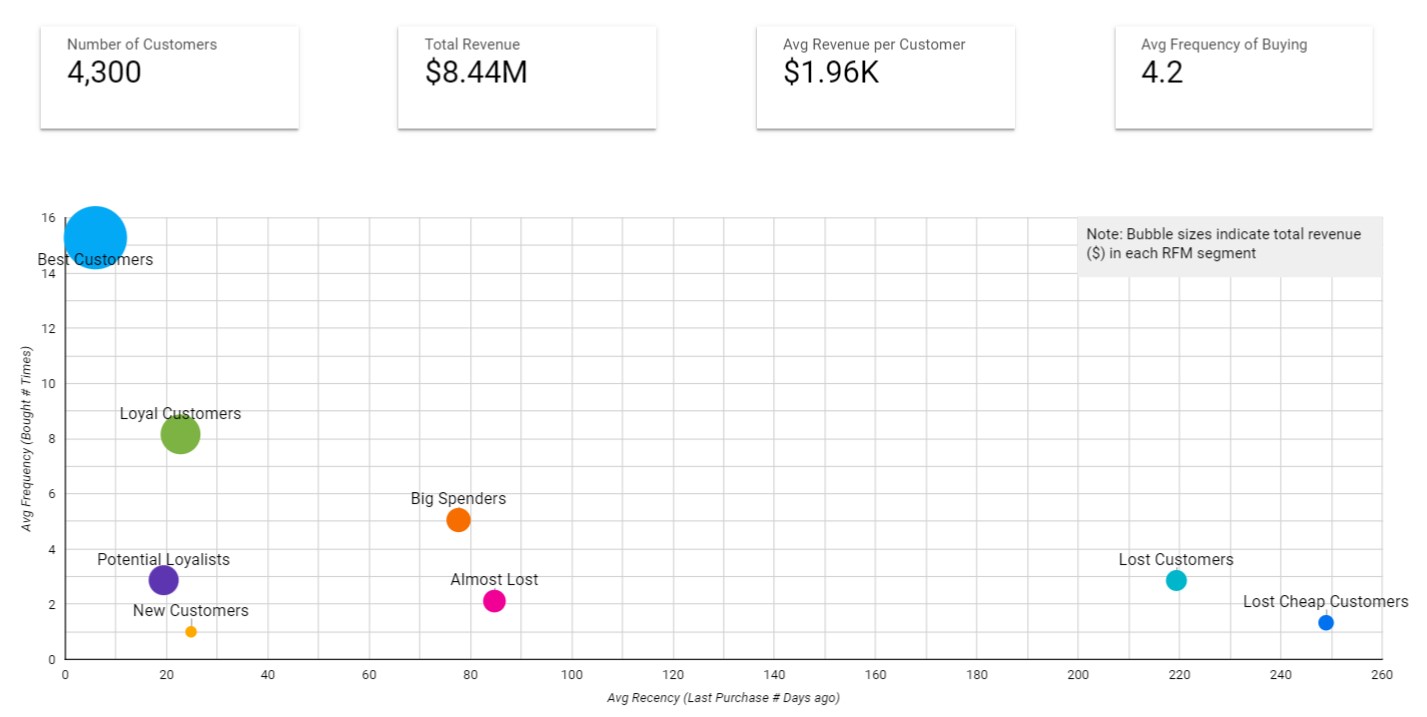 Number of Customers
4,300
Total Revenue
$8.44M
Avg Revenue per Customer
$1.96K
Avg Frequency of Buying
4.2
Note: Bubble sizes indicate total revenue
($) in each RFM segment
Avg Frequency (Bought # Times)
16
14
12
10
8
6
4
2
0
Best Customers
Loyal Customers
Big Spenders
Potential Loyalists
Lost Customers
Almost Lost
Lost Cheap Customers
New Customers
0
20
40
60
80
100
120
140
160
180
200
220
240
260
Avg Recency (Last Purchase # Days ago)